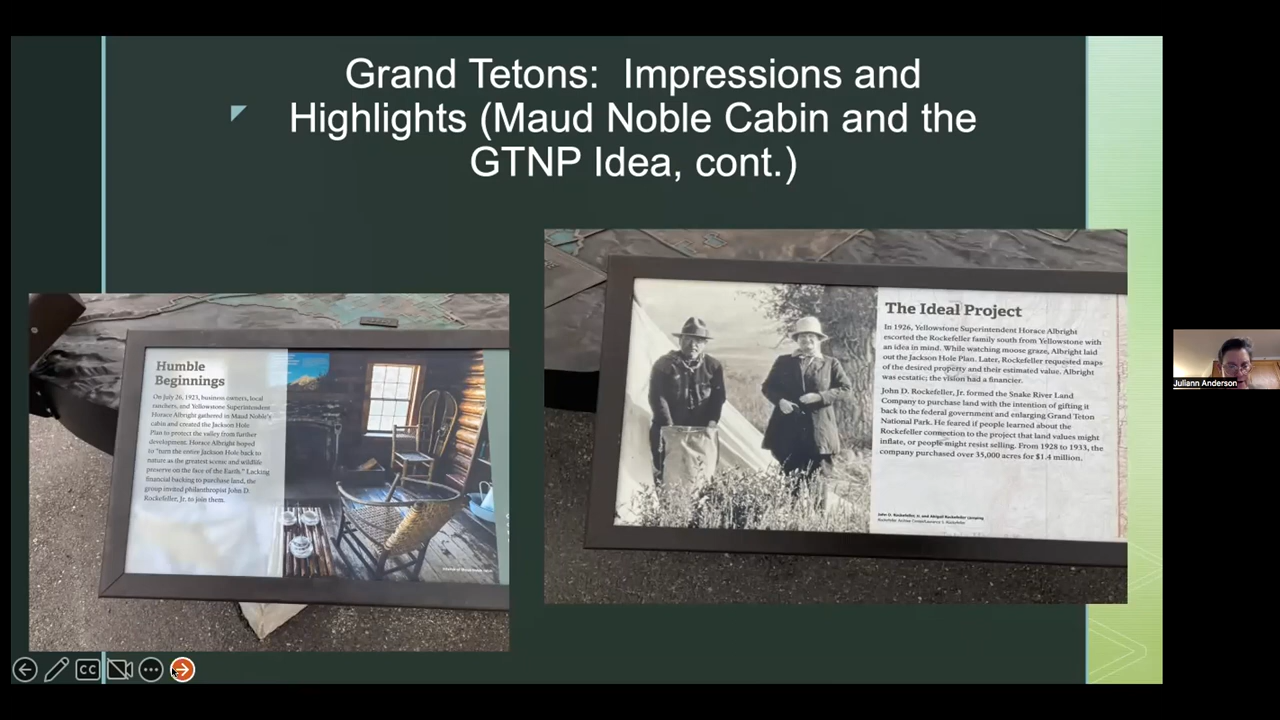 Grand Tetons:  Impressions and
Highlights (Maud Noble Cabin and the
GTNP Idea, cont.)
Humble
Beginnings
On July 26, 1923, business owners, local
ranchers, and Yellowstone Superintendent
Horace Albright gathered in Maud Noble's
cabin and created the Jackson Hole
Plan to protect the valley from further
development. Horace Albright hoped
to "turn the entire Jackson Hole back to
nature as the greatest scenic and wildlife
preserve on the face of the Earth." Lacking
financial backing to purchase land, the
group invited philanthropist John D.
Rockefeller, Jr. to join them.
The Ideal Project
In 1926, Yellowstone Superintendent Horace Albright
escorted the Rockefeller family south from Yellowstone with
an idea in mind. While watching moose graze, Albright laid
out the Jackson Hole Plan. Later, Rockefeller requested maps
of the desired property and their estimated value. Albright
was ecstatic; the vision had a financier.
John D. Rockefeller, Jr. formed the Snake River Land
Company to purchase land with the intention of gifting it
back to the federal government and enlarging Grand Teton
National Park. He feared if people learned about the
Rockefeller connection to the project that land values might
inflate, or people might resist selling. From 1928 to 1933, the
company purchased over 35,000 acres for $1.4 million.
John D. Rockefeller, Jr. and Abigail Rockefeller camping
Rockefeller Archive Center/Laurance S. Rockefeller
CC
Juliann Anderson